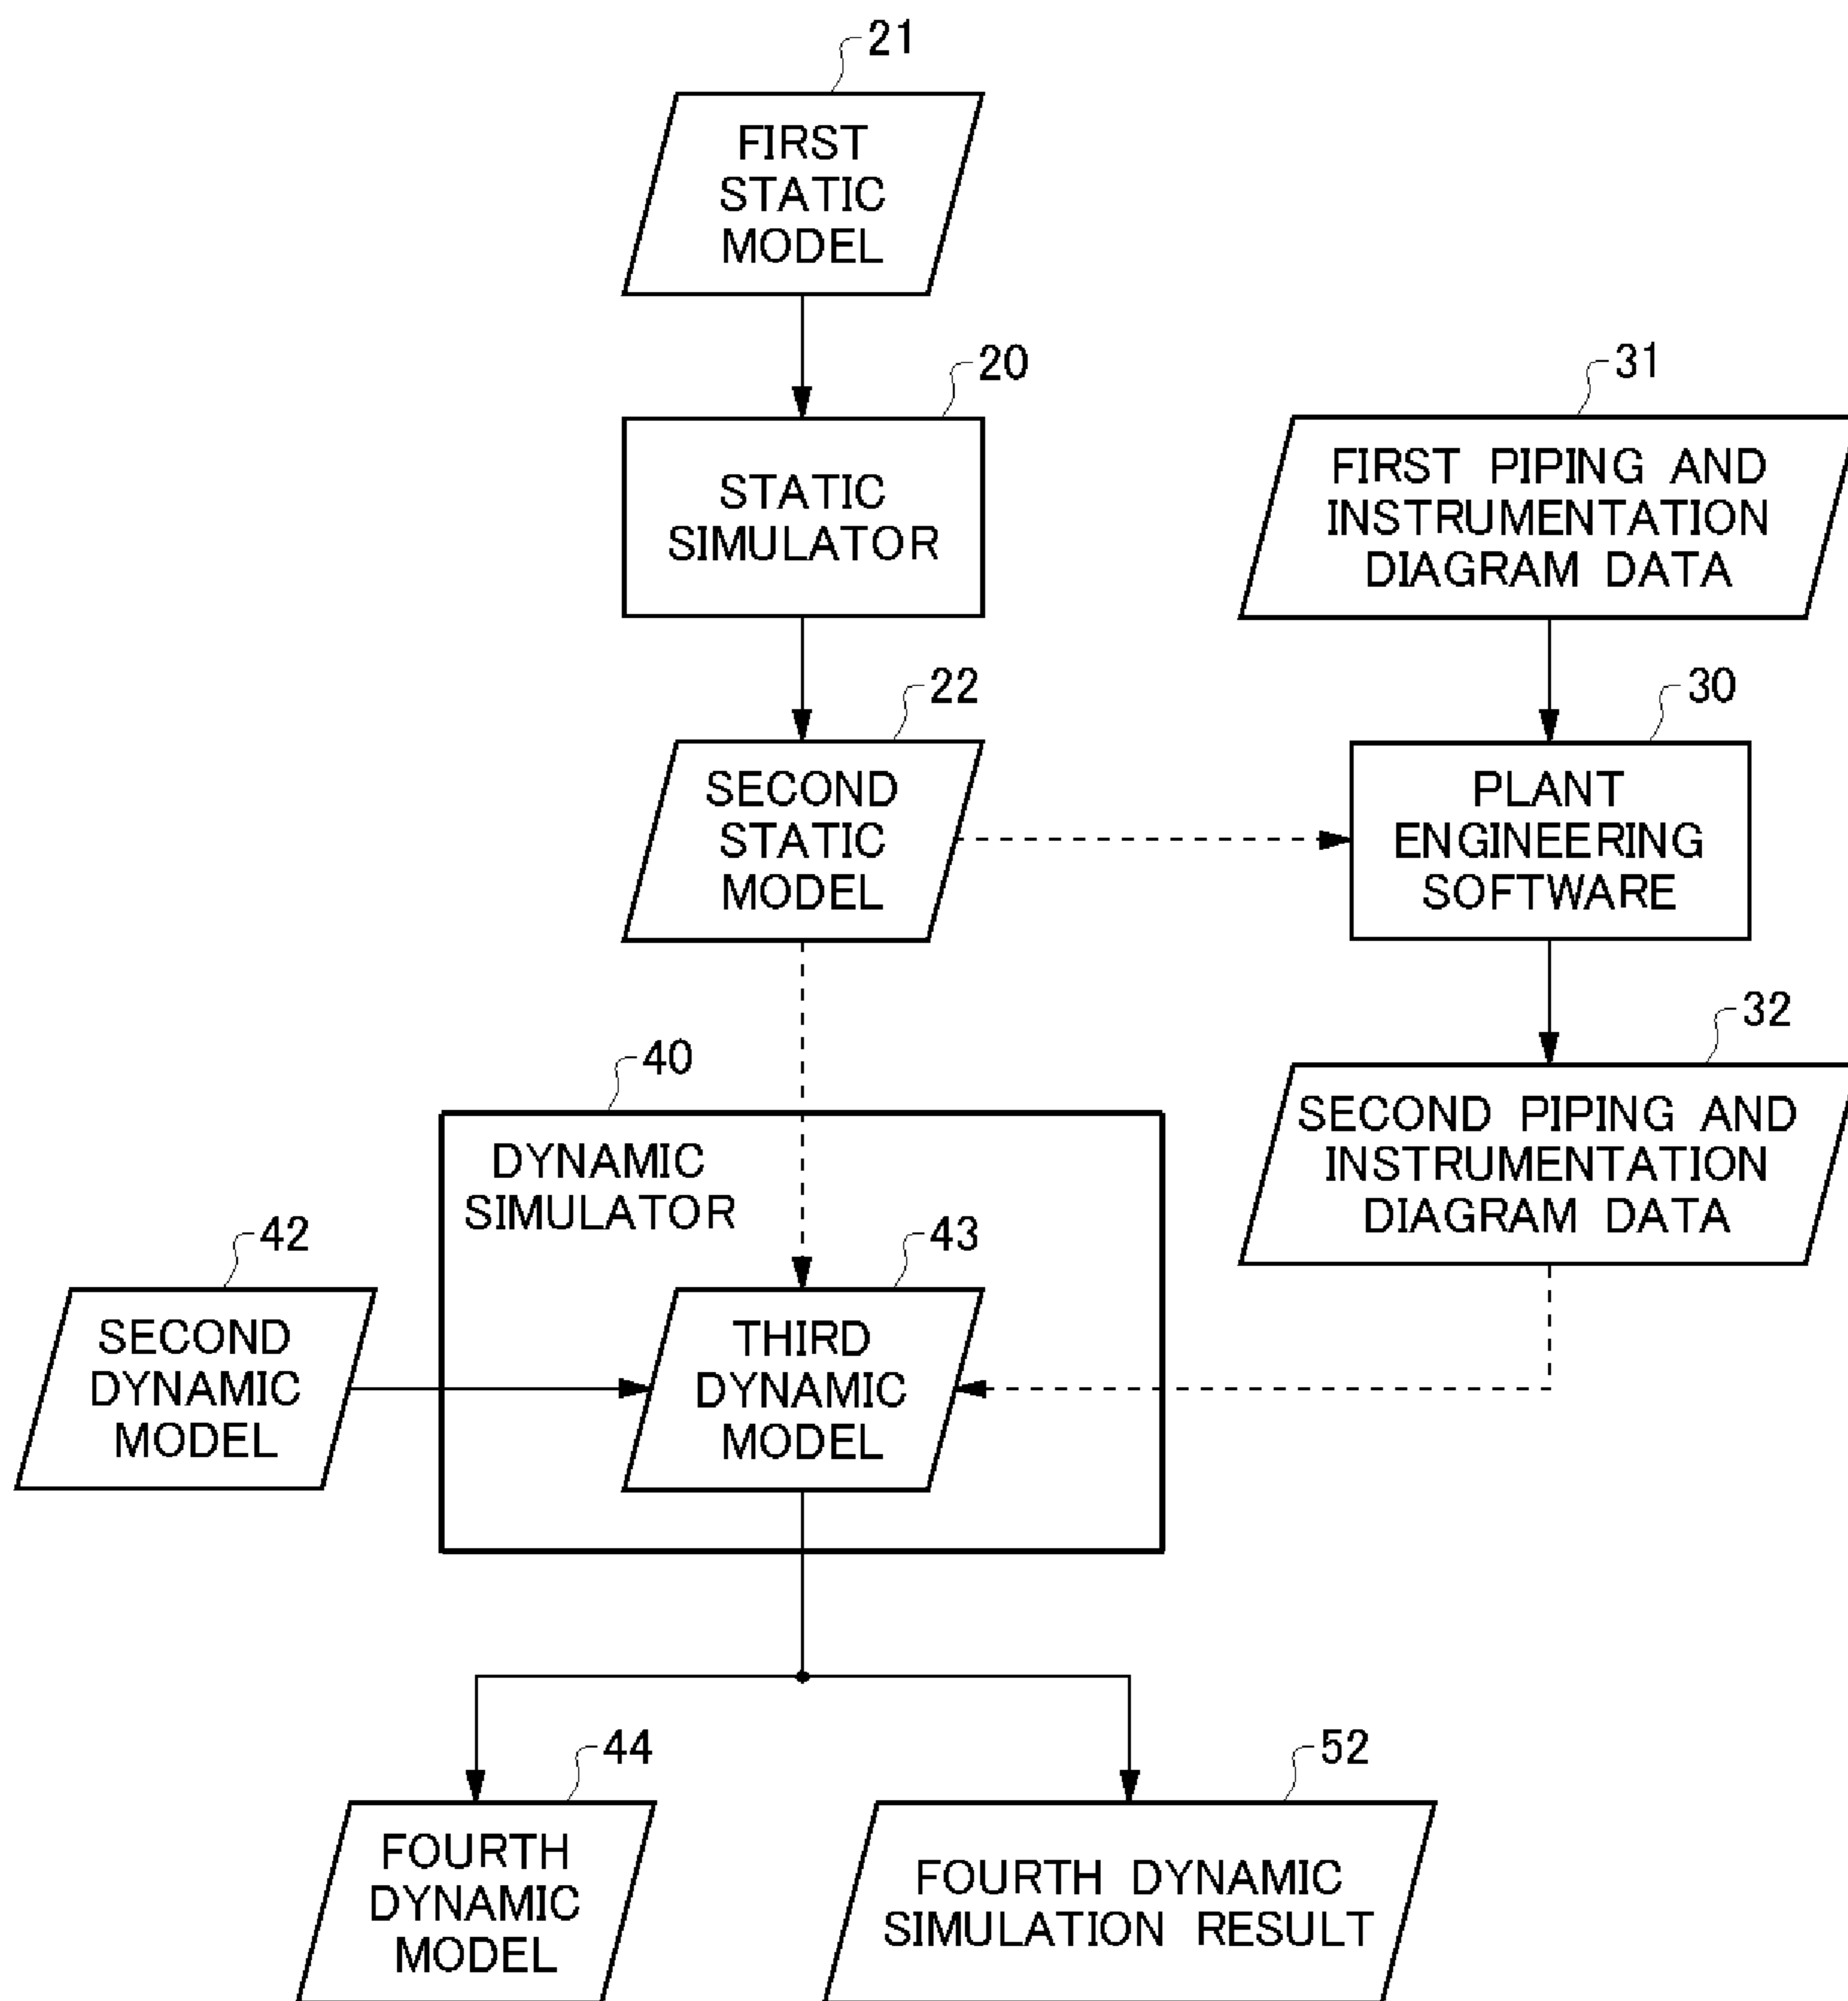 21
FIRST
STATIC
MODEL
20
STATIC
SIMULATOR
31
FIRST PIPING AND
INSTRUMENTATION
DIAGRAM DATA
22
SECOND
STATIC
MODEL
30
PLANT
ENGINEERING
SOFTWARE
32
SECOND PIPING AND
INSTRUMENTATION
DIAGRAM DATA
40
DYNAMIC
SIMULATOR
42
SECOND
DYNAMIC
MODEL
43
THIRD
DYNAMIC
MODEL
44
FOURTH
DYNAMIC
MODEL
52
FOURTH DYNAMIC
SIMULATION RESULT